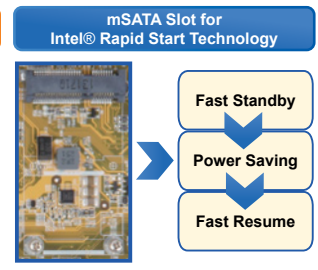 mSATA Slot for
Intel® Rapid Start Technology
Fast Standby
Power Saving
Fast Resume